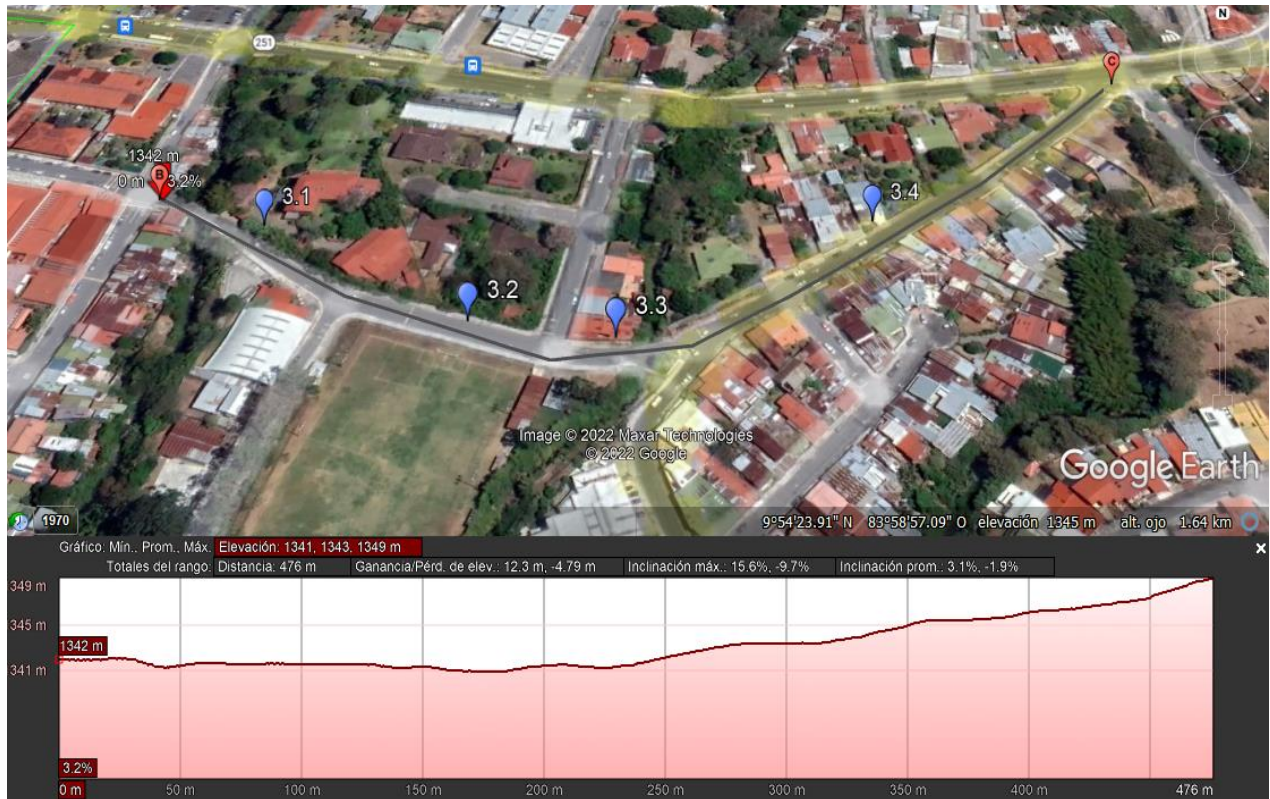 N
251
C
-1342 m
B
0 m 3.2%
3.1
3.4
3.2
3.3
Image © 2022 Maxar Technologies
© 2022 Google
Google Earth
1970
9°54'23.91" N 83°58'57.09" O elevación 1345 m alt. ojo 1.64 km
Gráfico: Mín., Prom., Máx. Elevación: 1341, 1343, 1349 m
Totales del rango: Distancia: 476 m Ganancia/Pérd. de elev.: 12.3 m, -4.79 m Inclinación máx.: 15.6%, -9.7% Inclinación prom.: 3.1%, -1.9%
349 m
345 m
1342 m
341 m
3.2%
0 m 50 m 100 m 150 m 200 m 250 m 300 m 350 m 400 m 476 m